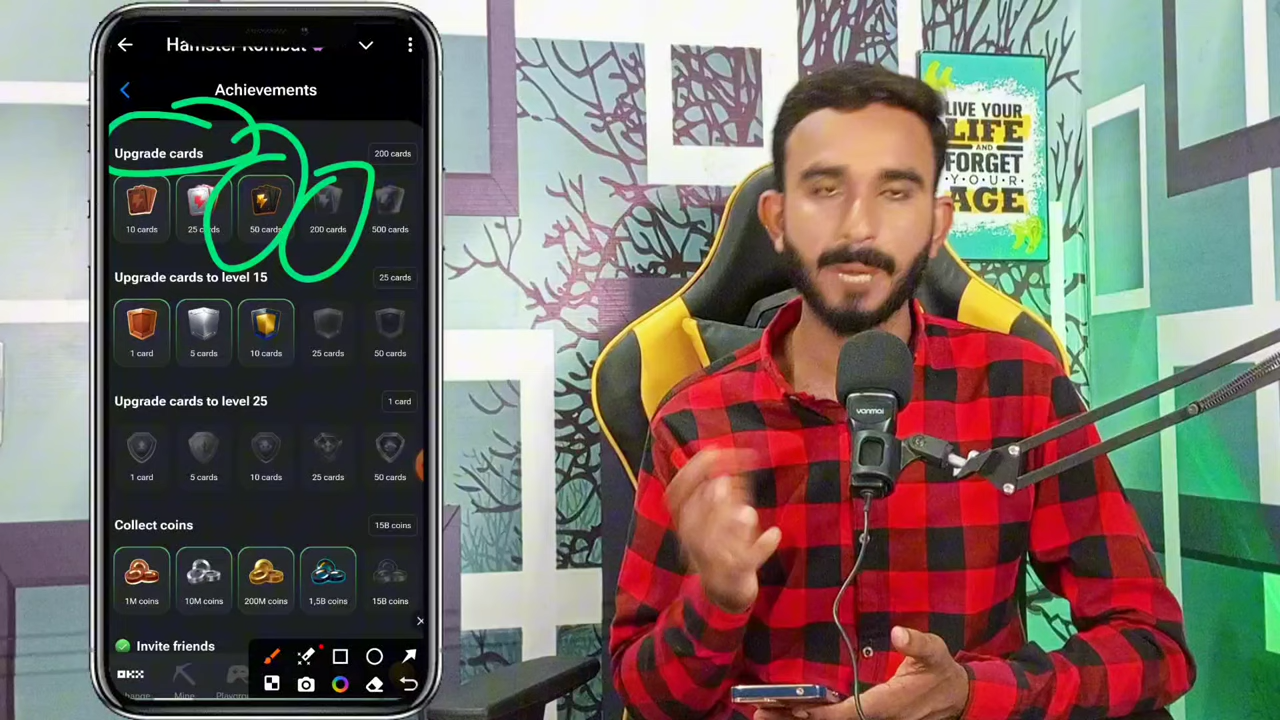 Hamster Kombat
Achievements
Upgrade cards
200 cards
10 cards
25 cards
50 cards
200 cards
500 cards
Upgrade cards to level 15
25 cards
1 card
5 cards
10 cards
25 cards
50 cards
Upgrade cards to level 25
1 card
1 card
5 cards
10 cards
25 cards
50 cards
Collect coins
15B coins
1M coins
10M coins
200M coins
1,5B coins
15B coins
Invite friends
OKX
Mine
LIVE YOUR
LIFE
AND
FORGET
YOUR
AGE